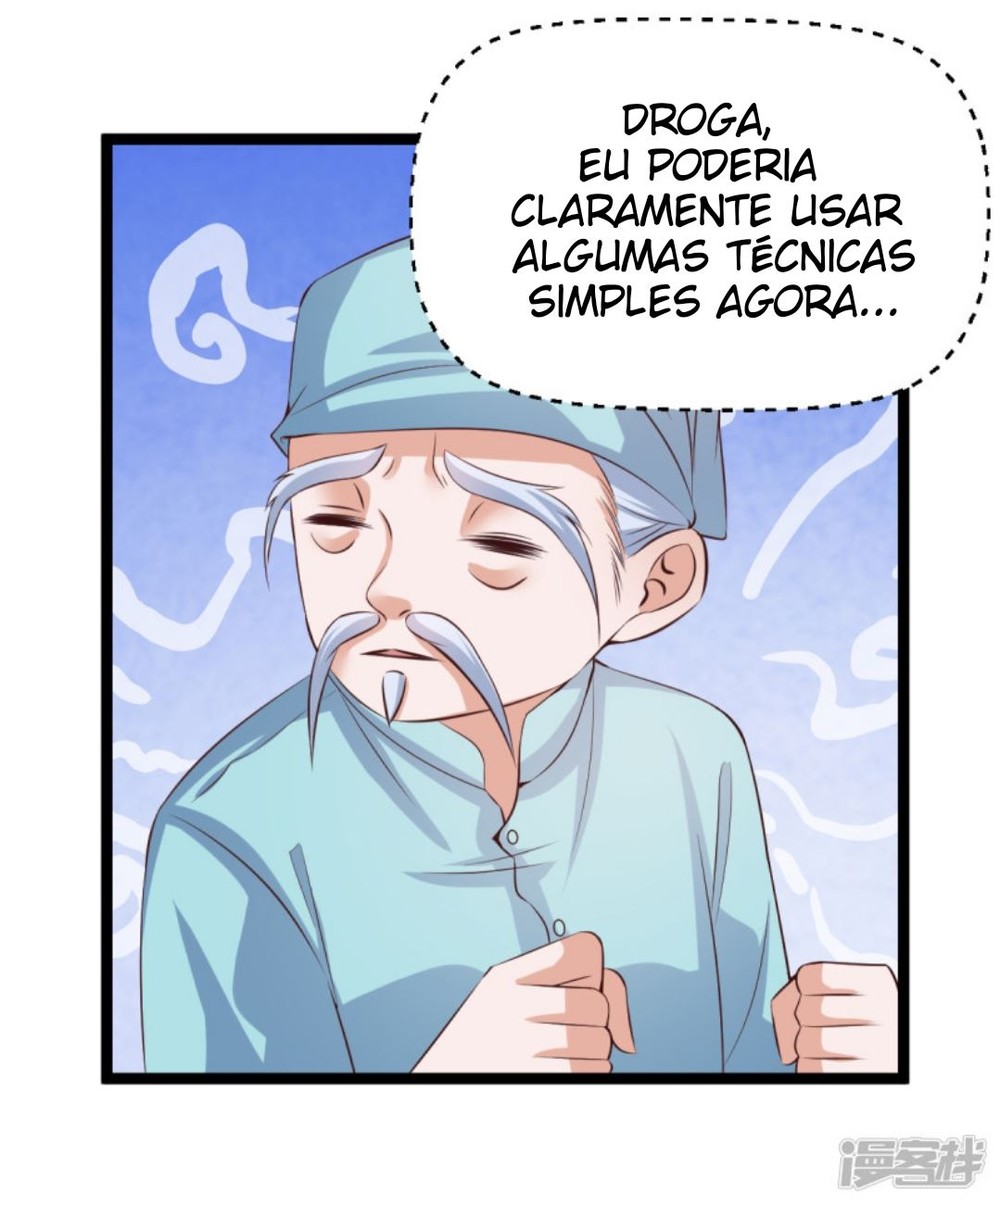 DROGA,
EU PODERIA
CLARAMENTE USAR
ALGUMAS TÉCNICAS
SIMPLES AGORA...
漫客栈